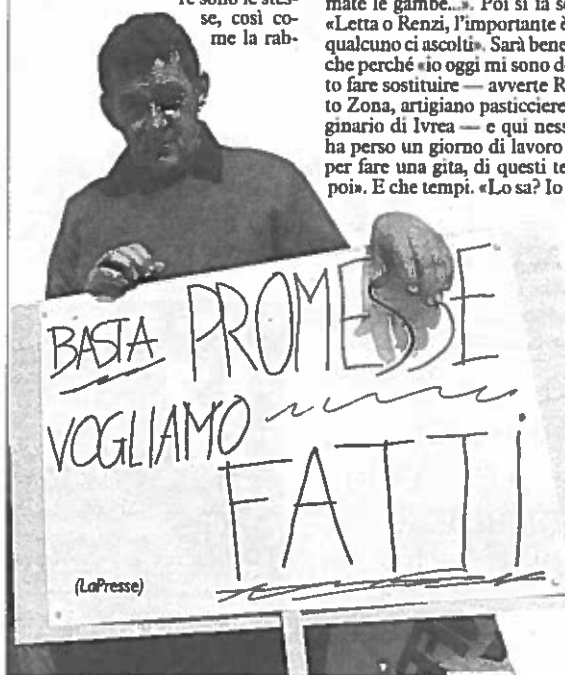 re sono le stes-
se, così co-
me la rab-
mate le gambe...». Poi si fa
«Letta o Renzi, l'importante è
qualcuno ci ascolti». Sarà bene
che perché «io oggi mi sono
to fare sostituire — avverte
to Zona, artigiano pasticciere
ginario di Ivrea — e qui
ha perso un giorno di lavoro
per fare una gita, di questi
poi». E che tempi. «Lo sa? Io
BASTA PROMESSE
VOGLIAMO
FATTI
(LaPresse)